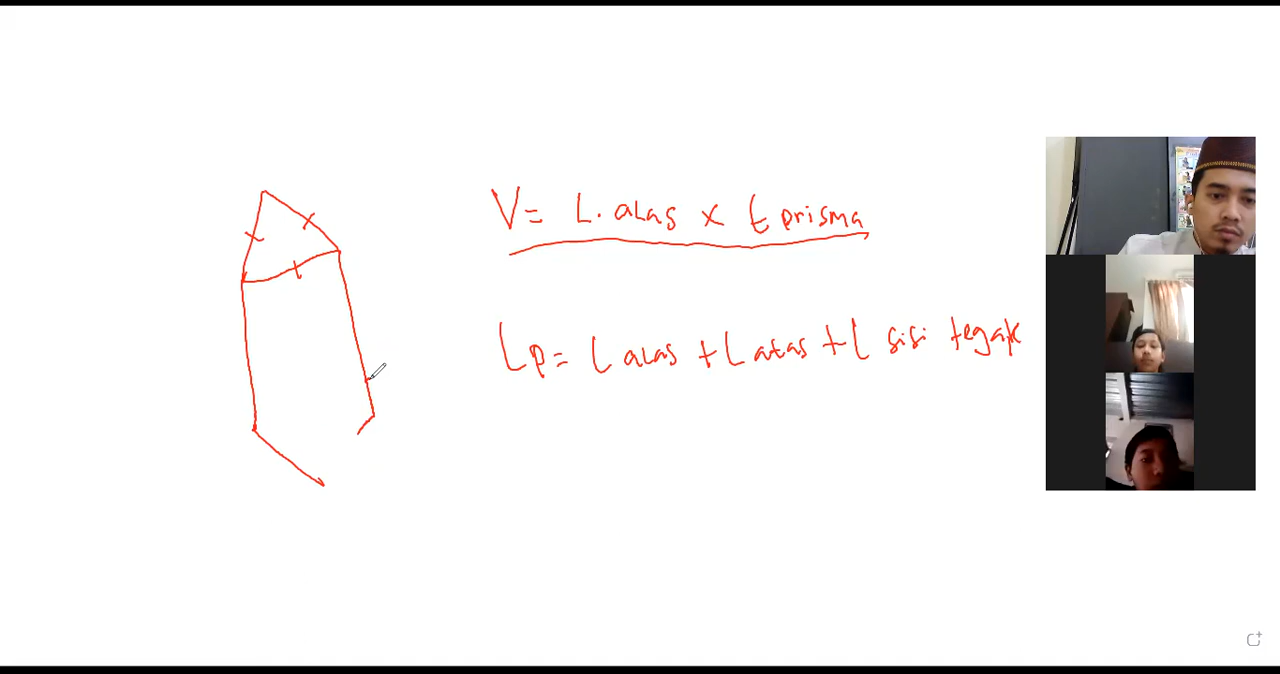 V = L. alas x t prisma
Lp = L alas + L atas + L sisi tegak